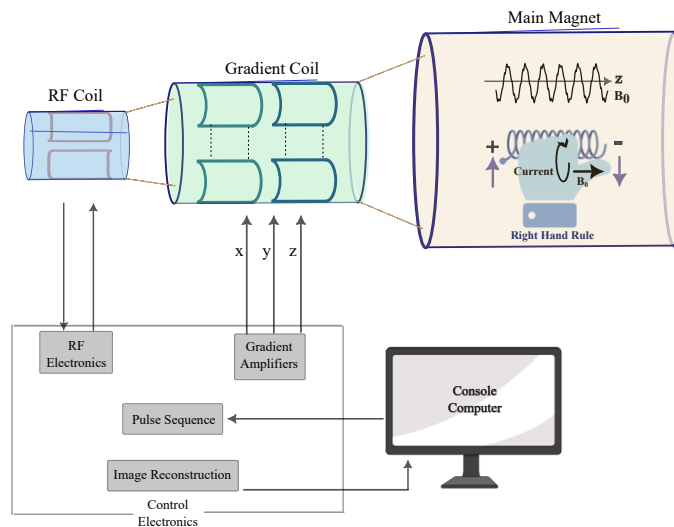 Main Magnet
Gradient Coil
RF Coil
z
B0
+
-
Current
B0
Right Hand Rule
x
y
z
RF
Electronics
Gradient
Amplifiers
Console
Computer
Pulse Sequence
Image Reconstruction
Control
Electronics